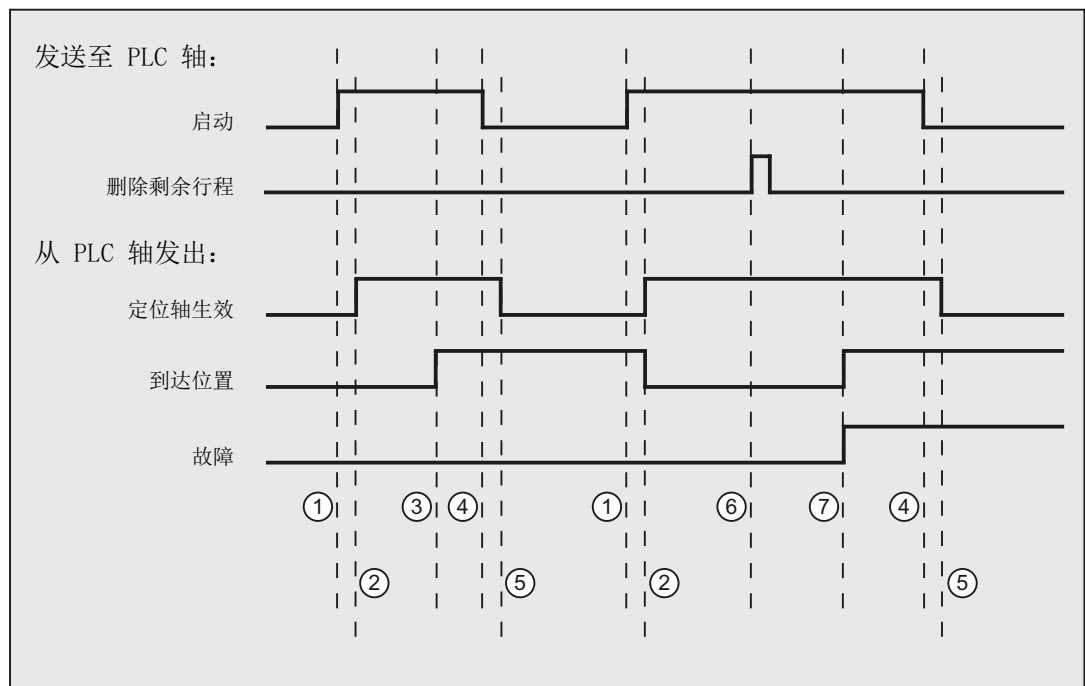 发送至 PLC 轴：
启动
删除剩余行程
从 PLC 轴发出：
定位轴生效
到达位置
故障
① ③ ④ ① ⑥ ⑦ ④
② ⑤ ② ⑤